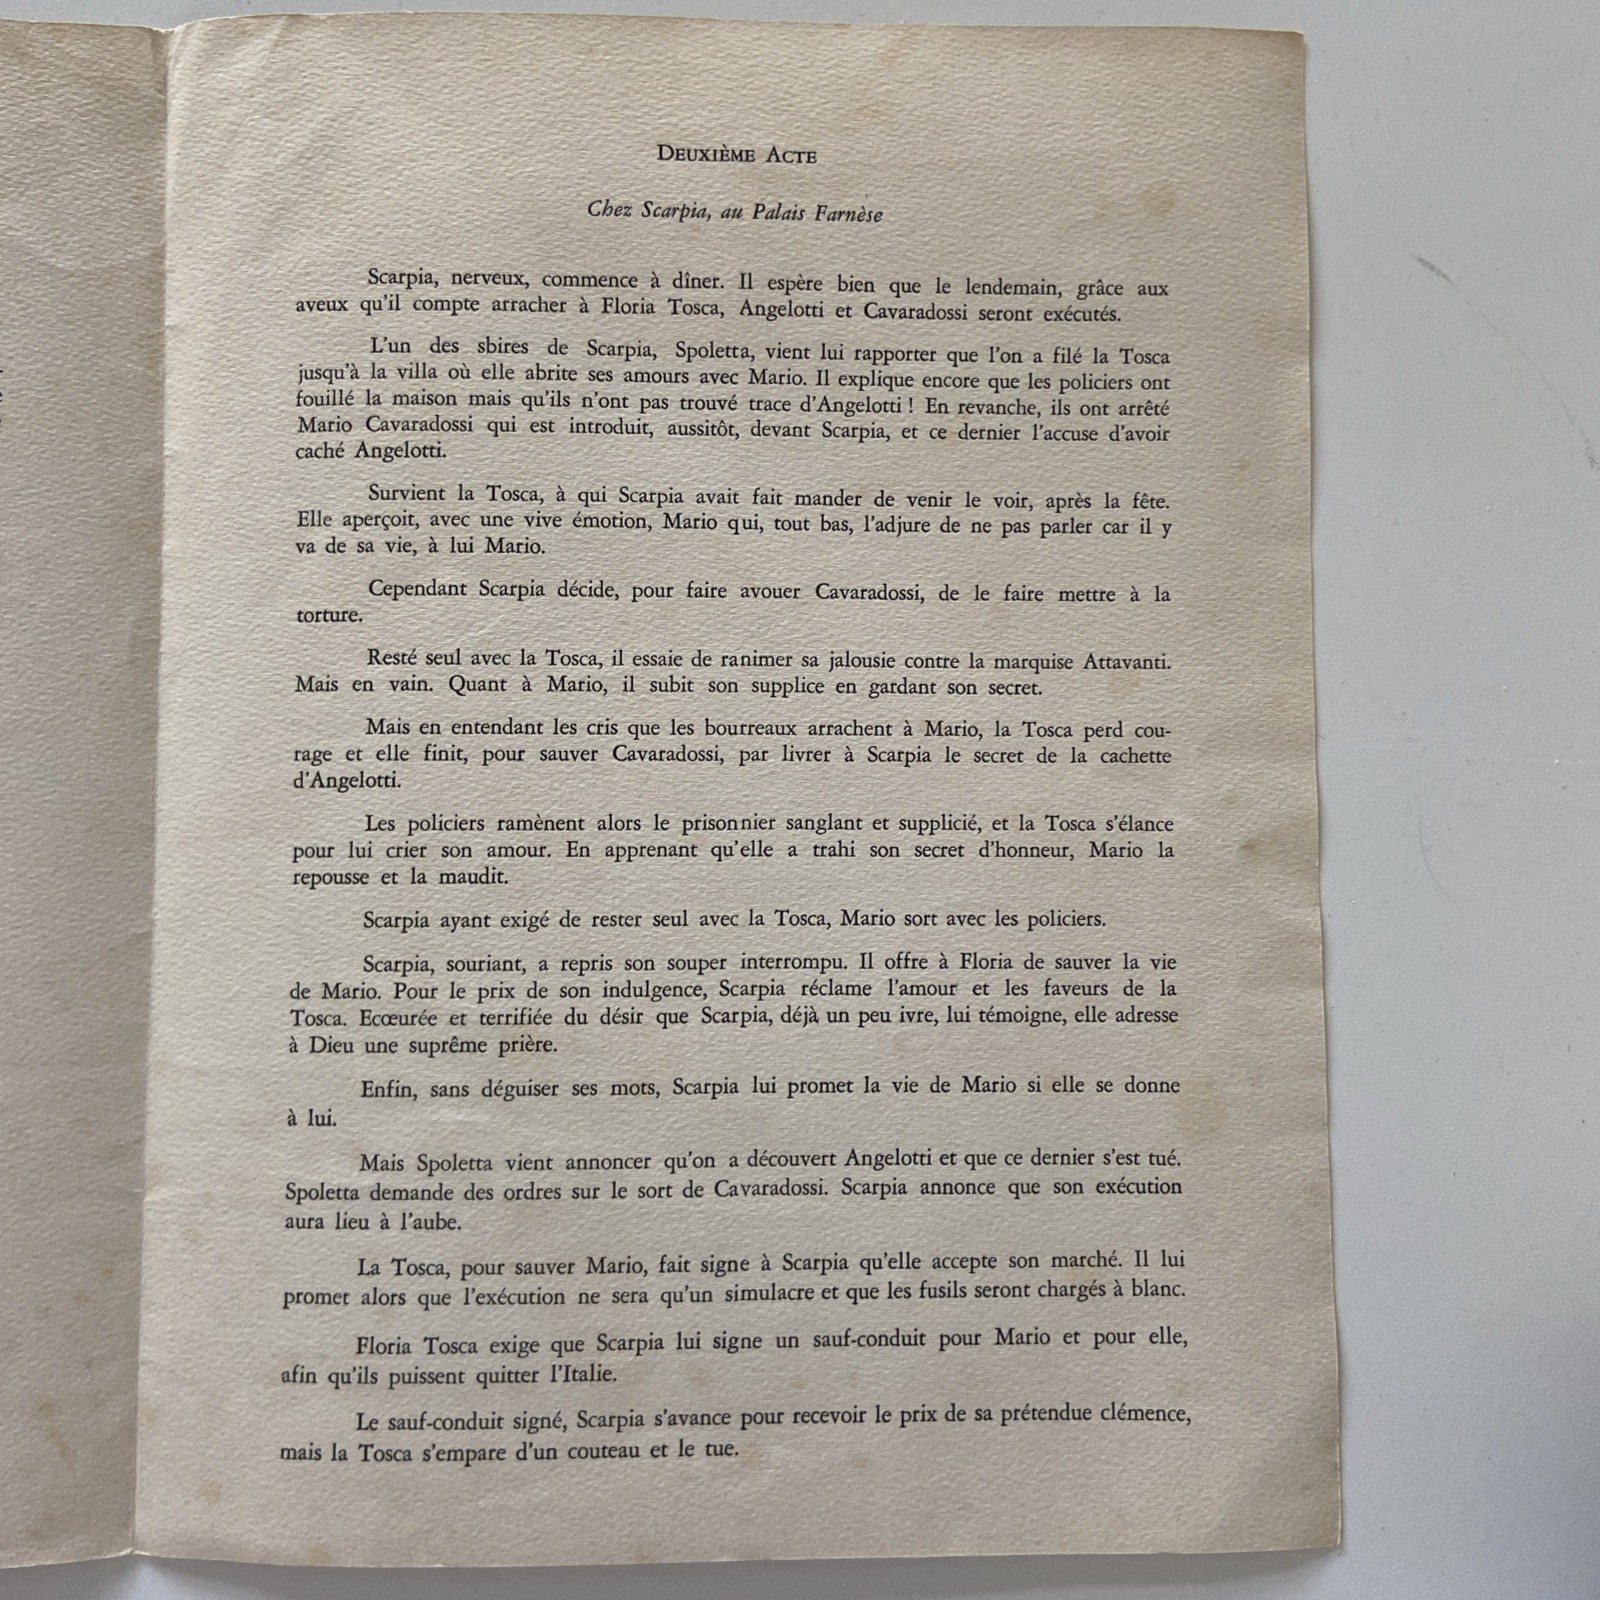 DEUXIÈME ACTE
Chez Scarpia, au Palais Farnèse
Scarpia, nerveux, commence à dîner. Il espère bien que le lendemain, grâce aux
aveux qu'il compte arracher à Floria Tosca, Angelotti et Cavaradossi seront exécutés.
L'un des sbires de Scarpia, Spoletta, vient lui rapporter que l'on a filé la Tosca
jusqu'à la villa où elle abrite ses amours avec Mario. Il explique encore que les policiers ont
fouillé la maison mais qu'ils n'ont pas trouvé trace d'Angelotti ! En revanche, ils ont arrêté
Mario Cavaradossi qui est introduit, aussitôt, devant Scarpia, et ce dernier l'accuse d'avoir
caché Angelotti.
Survient la Tosca, à qui Scarpia avait fait mander de venir le voir, après la fête.
Elle aperçoit, avec une vive émotion, Mario qui, tout bas, l'adjure de ne pas parler car il y
va de sa vie, à lui Mario.
Cependant Scarpia décide, pour faire avouer Cavaradossi, de le faire mettre à la
torture.
Resté seul avec la Tosca, il essaie de ranimer sa jalousie contre la marquise Attavanti.
Mais en vain. Quant à Mario, il subit son supplice en gardant son secret.
Mais en entendant les cris que les bourreaux arrachent à Mario, la Tosca perd cou-
rage et elle finit, pour sauver Cavaradossi, par livrer à Scarpia le secret de la cachette
d'Angelotti.
Les policiers ramènent alors le prisonnier sanglant et supplicié, et la Tosca s'élance
pour lui crier son amour. En apprenant qu'elle a trahi son secret d'honneur, Mario la
repousse et la maudit.
Scarpia ayant exigé de rester seul avec la Tosca, Mario sort avec les policiers.
Scarpia, souriant, a repris son souper interrompu. Il offre à Floria de sauver la vie
de Mario. Pour le prix de son indulgence, Scarpia réclame l'amour et les faveurs de la
Tosca. Ecœurée et terrifiée du désir que Scarpia, déjà un peu ivre, lui témoigne, elle adresse
à Dieu une suprême prière.
Enfin, sans déguiser ses mots, Scarpia lui promet la vie de Mario si elle se donne
à lui.
Mais Spoletta vient annoncer qu'on a découvert Angelotti et que ce dernier s'est tué.
Spoletta demande des ordres sur le sort de Cavaradossi. Scarpia annonce que son exécution
aura lieu à l'aube.
La Tosca, pour sauver Mario, fait signe à Scarpia qu'elle accepte son marché. Il lui
promet alors que l'exécution ne sera qu'un simulacre et que les fusils seront chargés à blanc.
Floria Tosca exige que Scarpia lui signe un sauf-conduit pour Mario et pour elle,
afin qu'ils puissent quitter l'Italie.
Le sauf-conduit signé, Scarpia s'avance pour recevoir le prix de sa prétendue clémence,
mais la Tosca s'empare d'un couteau et le tue.